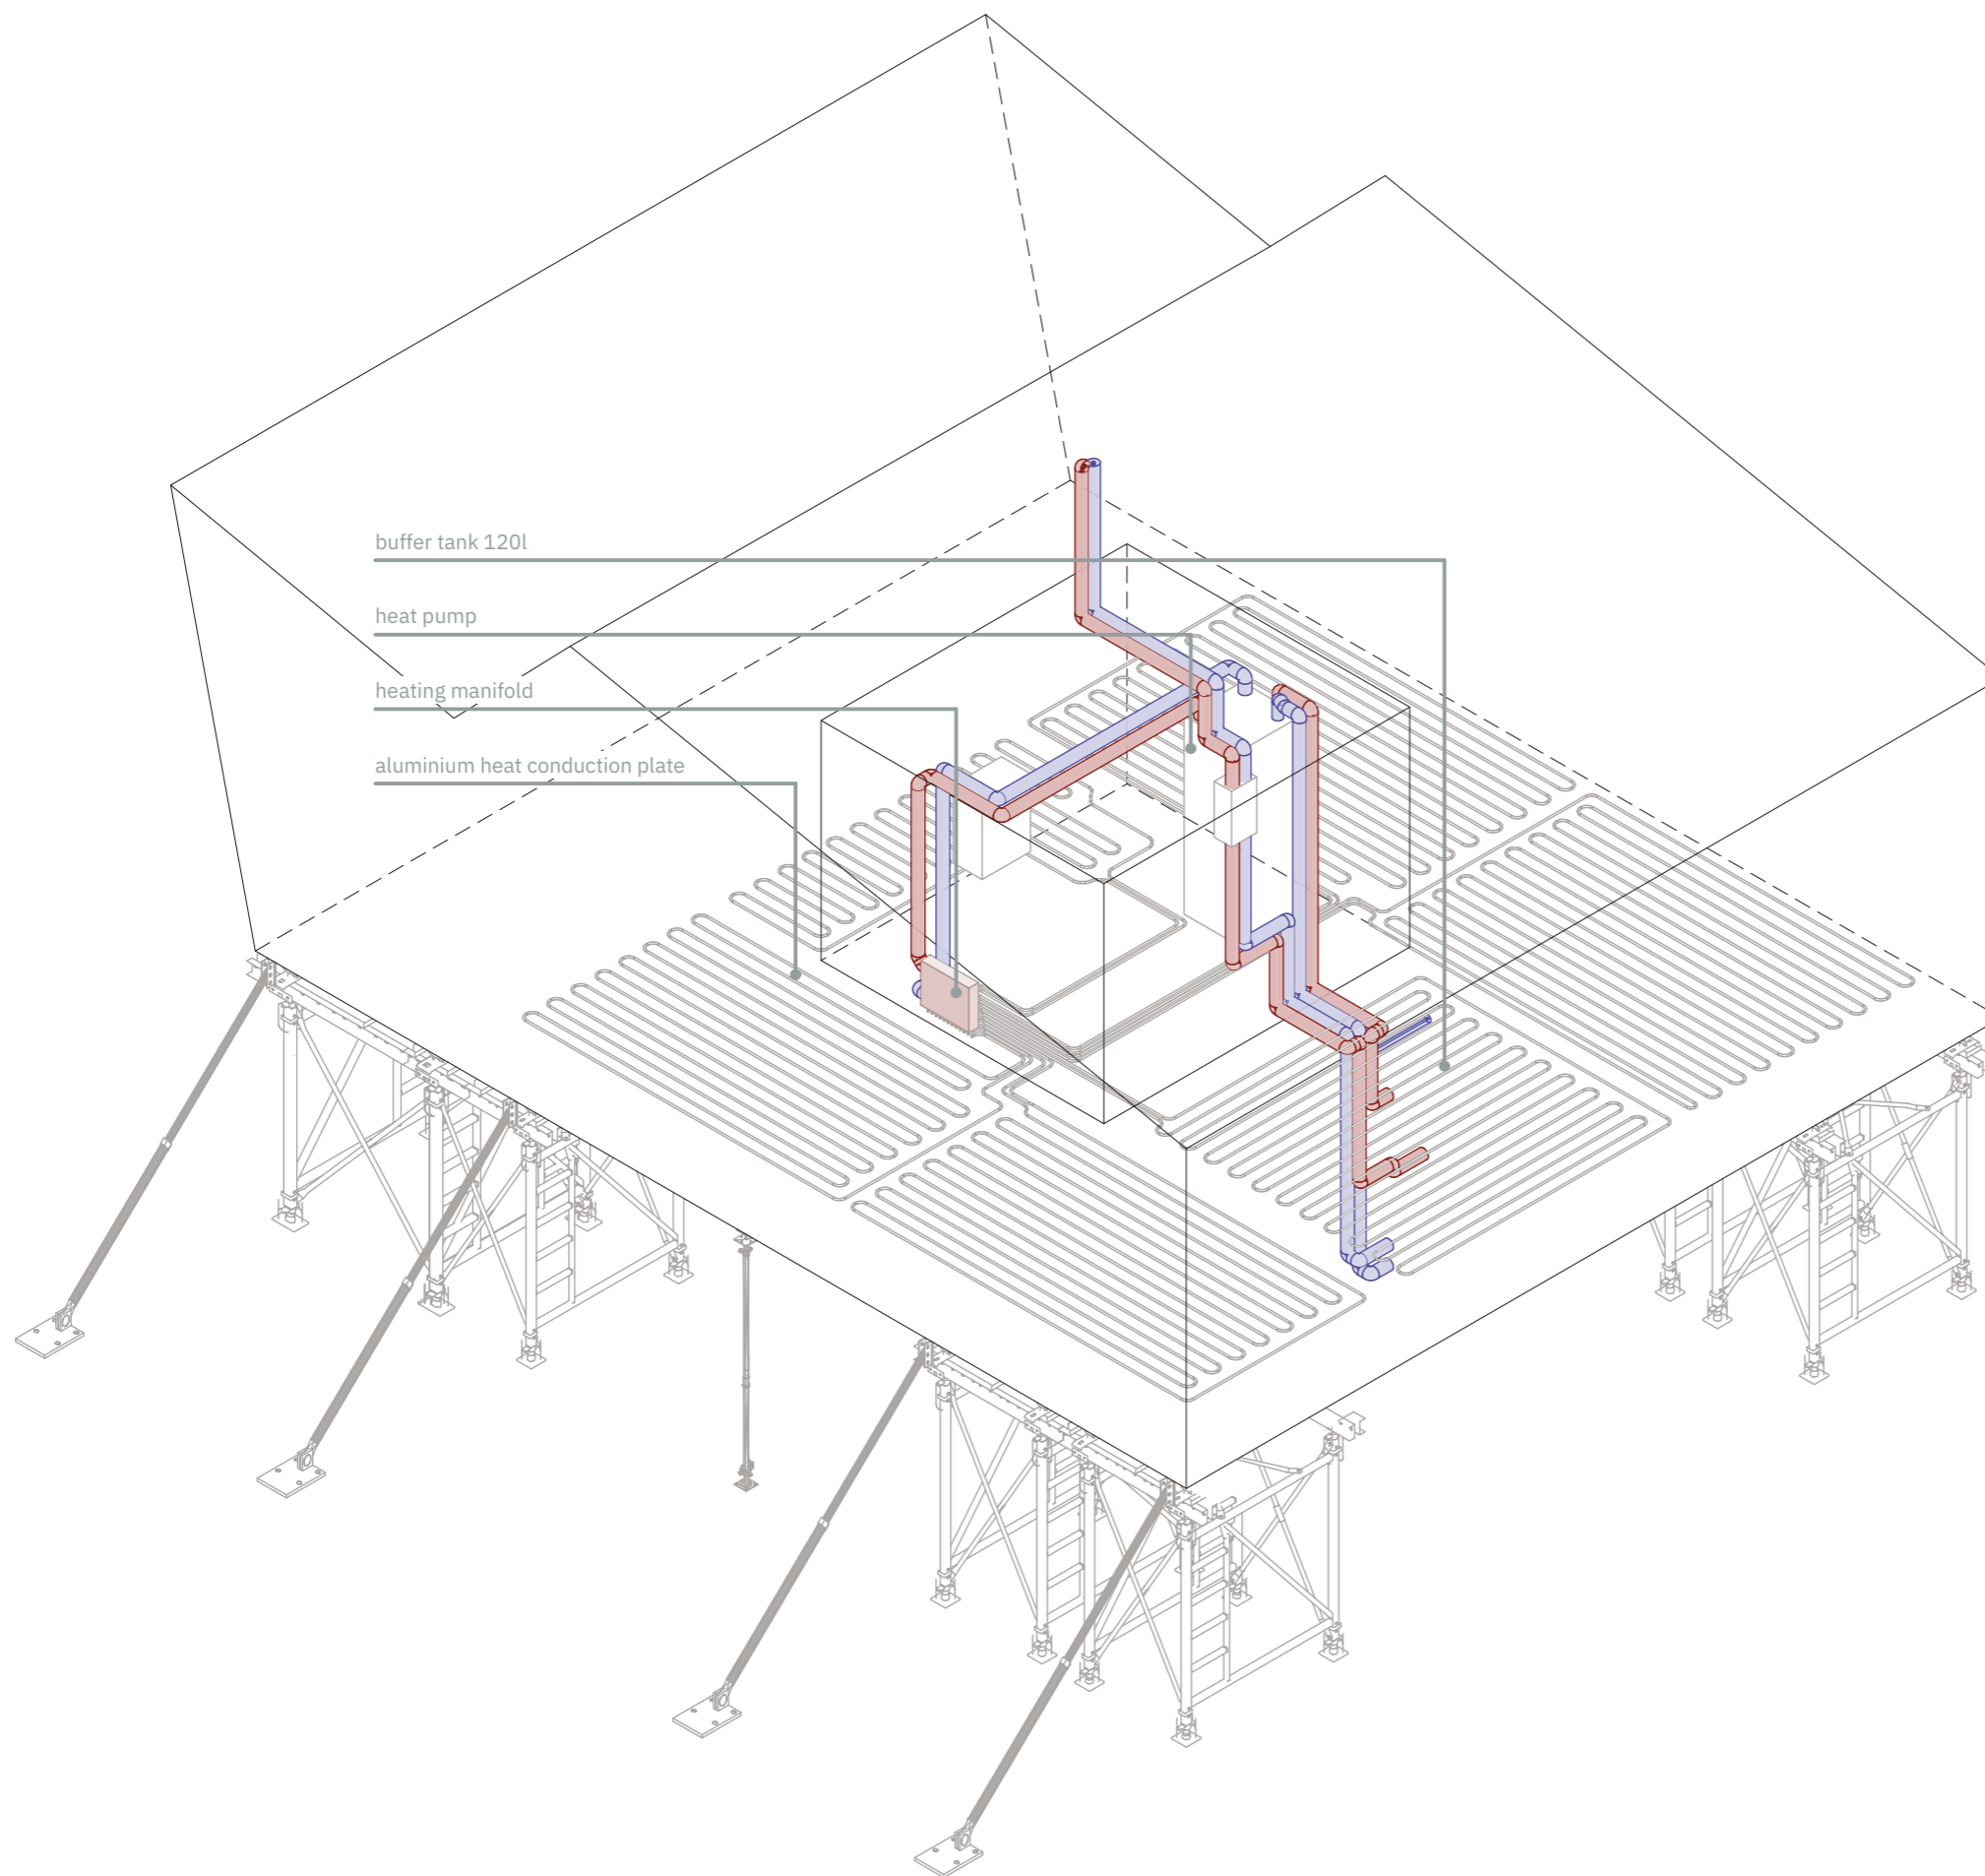 buffer tank 120l
heat pump
heating manifold
aluminium heat conduction plate